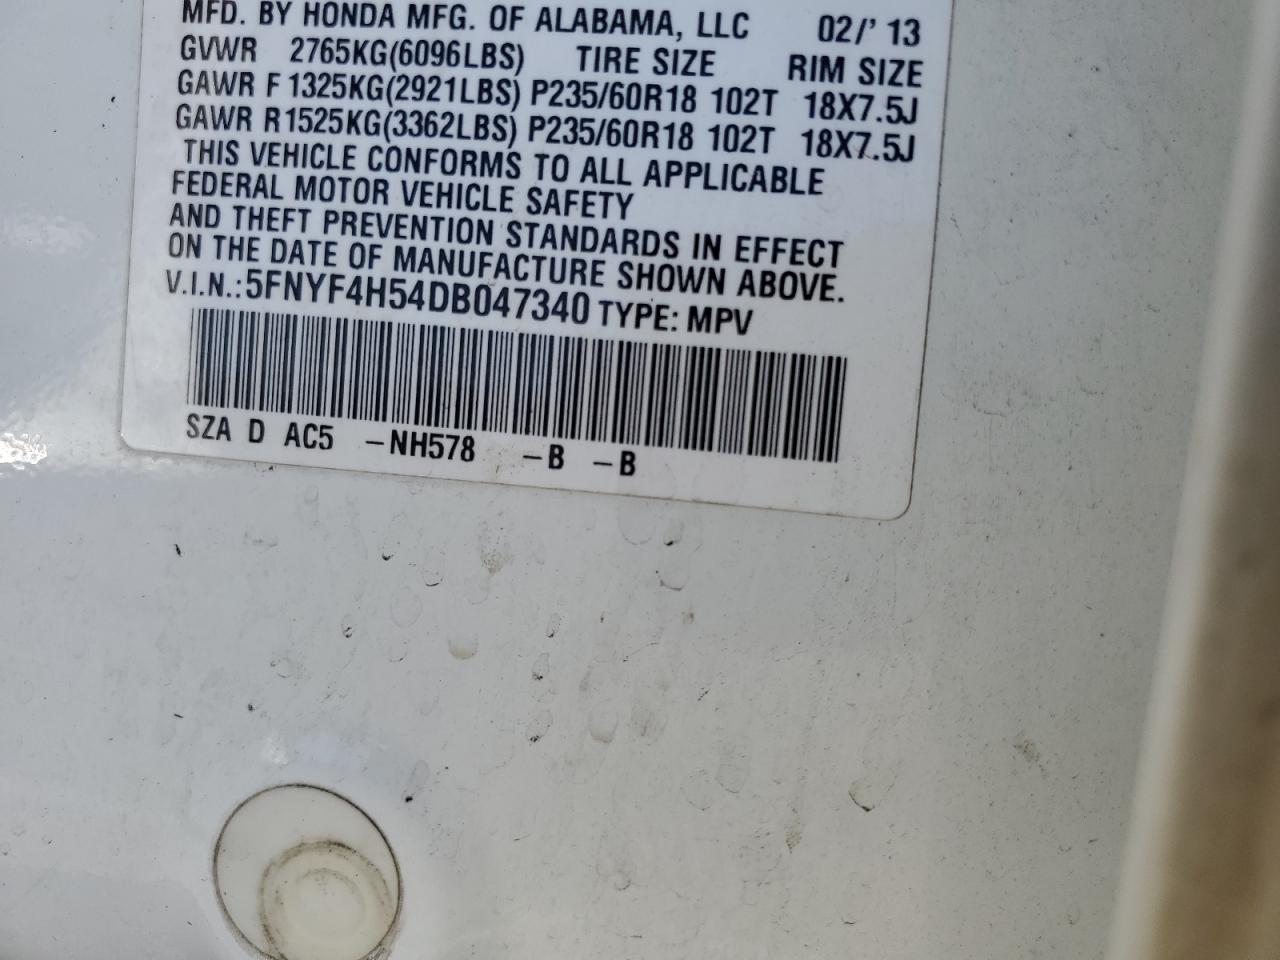 MFD. BY HONDA MFG. OF ALABAMA, LLC 02/' 13
GVWR 2765KG(6096LBS) TIRE SIZE RIM SIZE
GAWR F 1325KG(2921LBS) P235/60R18 102T 18X7.5J
GAWR R1525KG(3362LBS) P235/60R18 102T 18X7.5J
THIS VEHICLE CONFORMS TO ALL APPLICABLE
FEDERAL MOTOR VEHICLE SAFETY
AND THEFT PREVENTION STANDARDS IN EFFECT
ON THE DATE OF MANUFACTURE SHOWN ABOVE.
V.I.N.:5FNYF4H54DB047340 TYPE: MPV
SZA D AC5 -NH578 -B -B